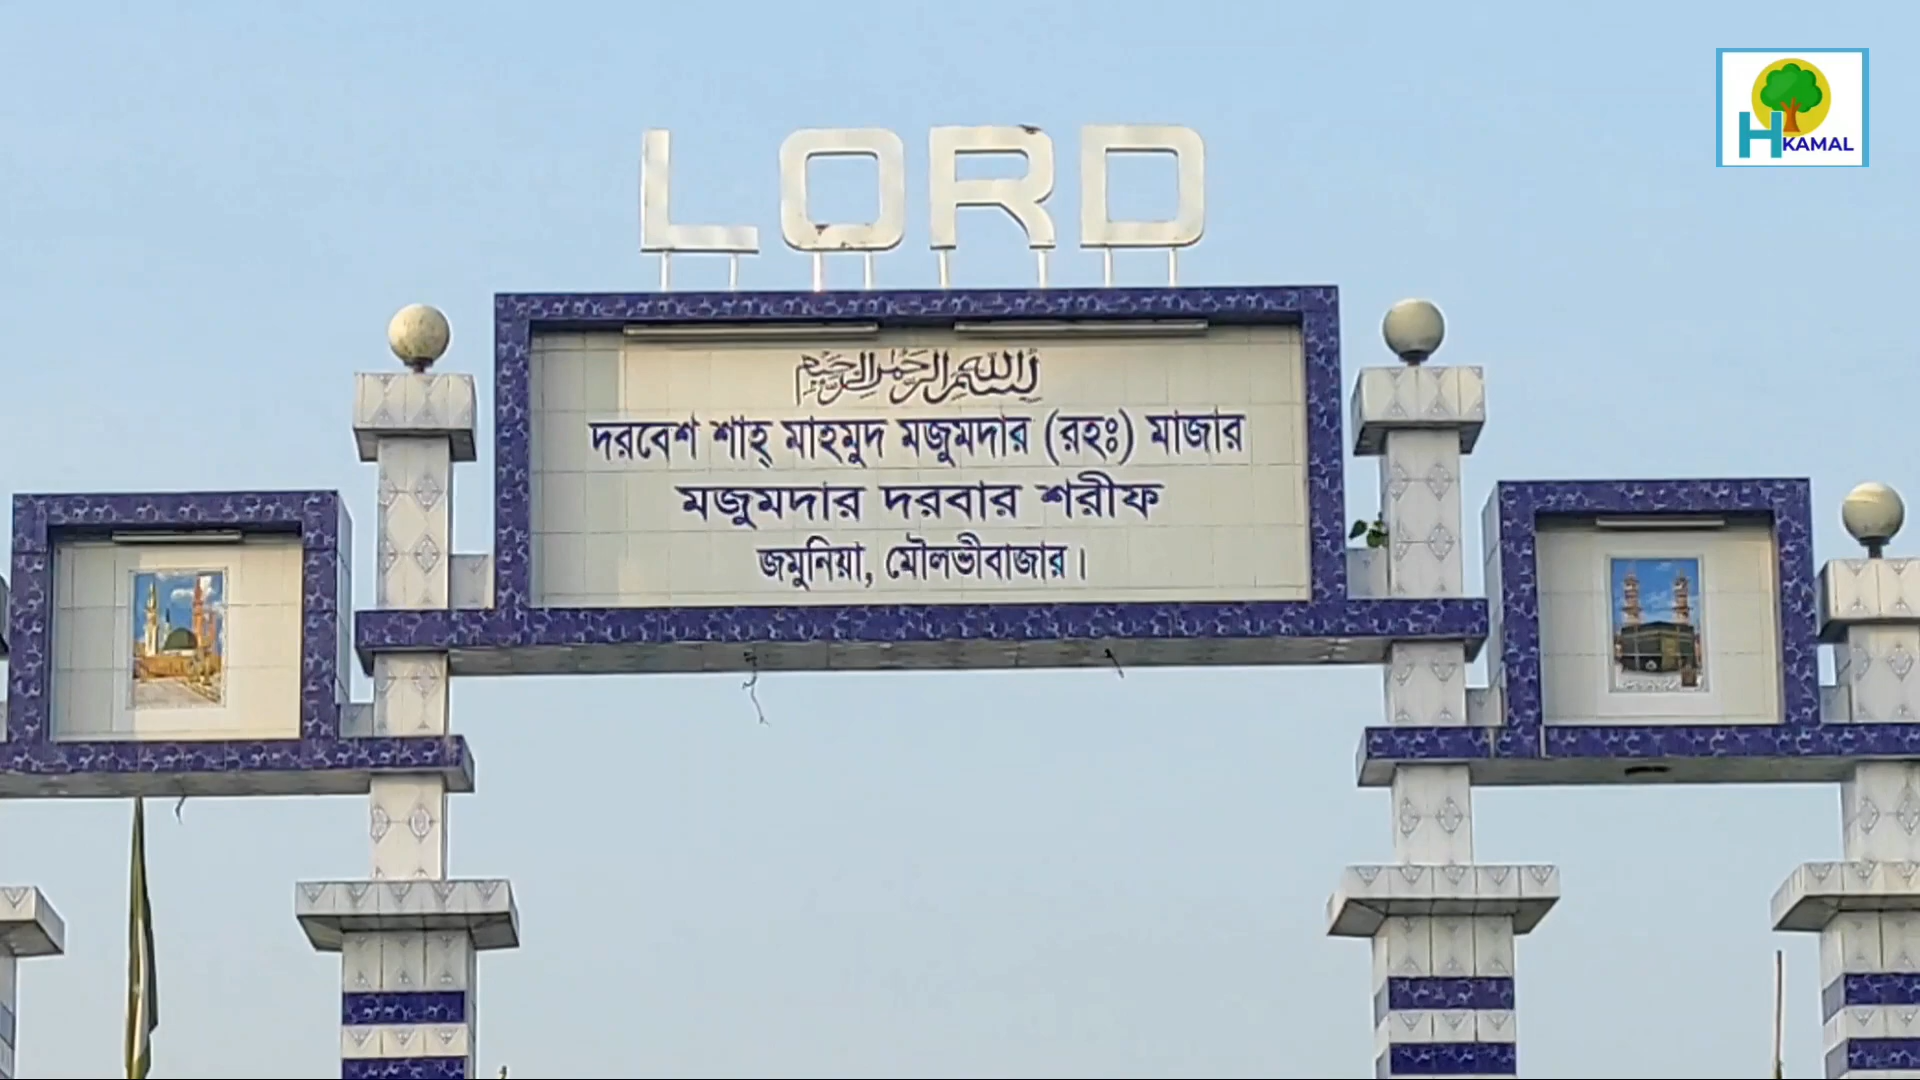 LORD
H KAMAL
بسم الله الرحمن الرحيم
দরবেশ শাহ্ মাহমুদ মজুমদার (রহঃ) মাজার
মজুমদার দরবার শরীফ
জমুনিয়া, মৌলভীবাজার।